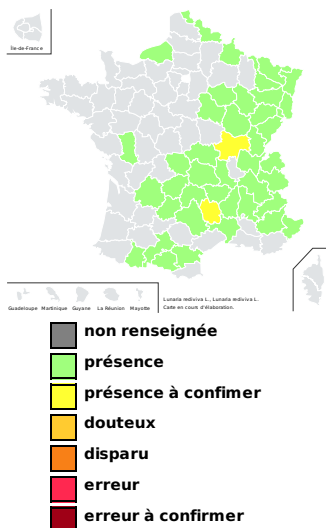 Île-de-France
Guadeloupe Martinique Guyane La Réunion Mayotte
Lunaria rediviva L., Lunaria rediviva L.
Carte en cours d'élaboration.
non renseignée
présence
présence à confimer
douteux
disparu
erreur
erreur à confirmer